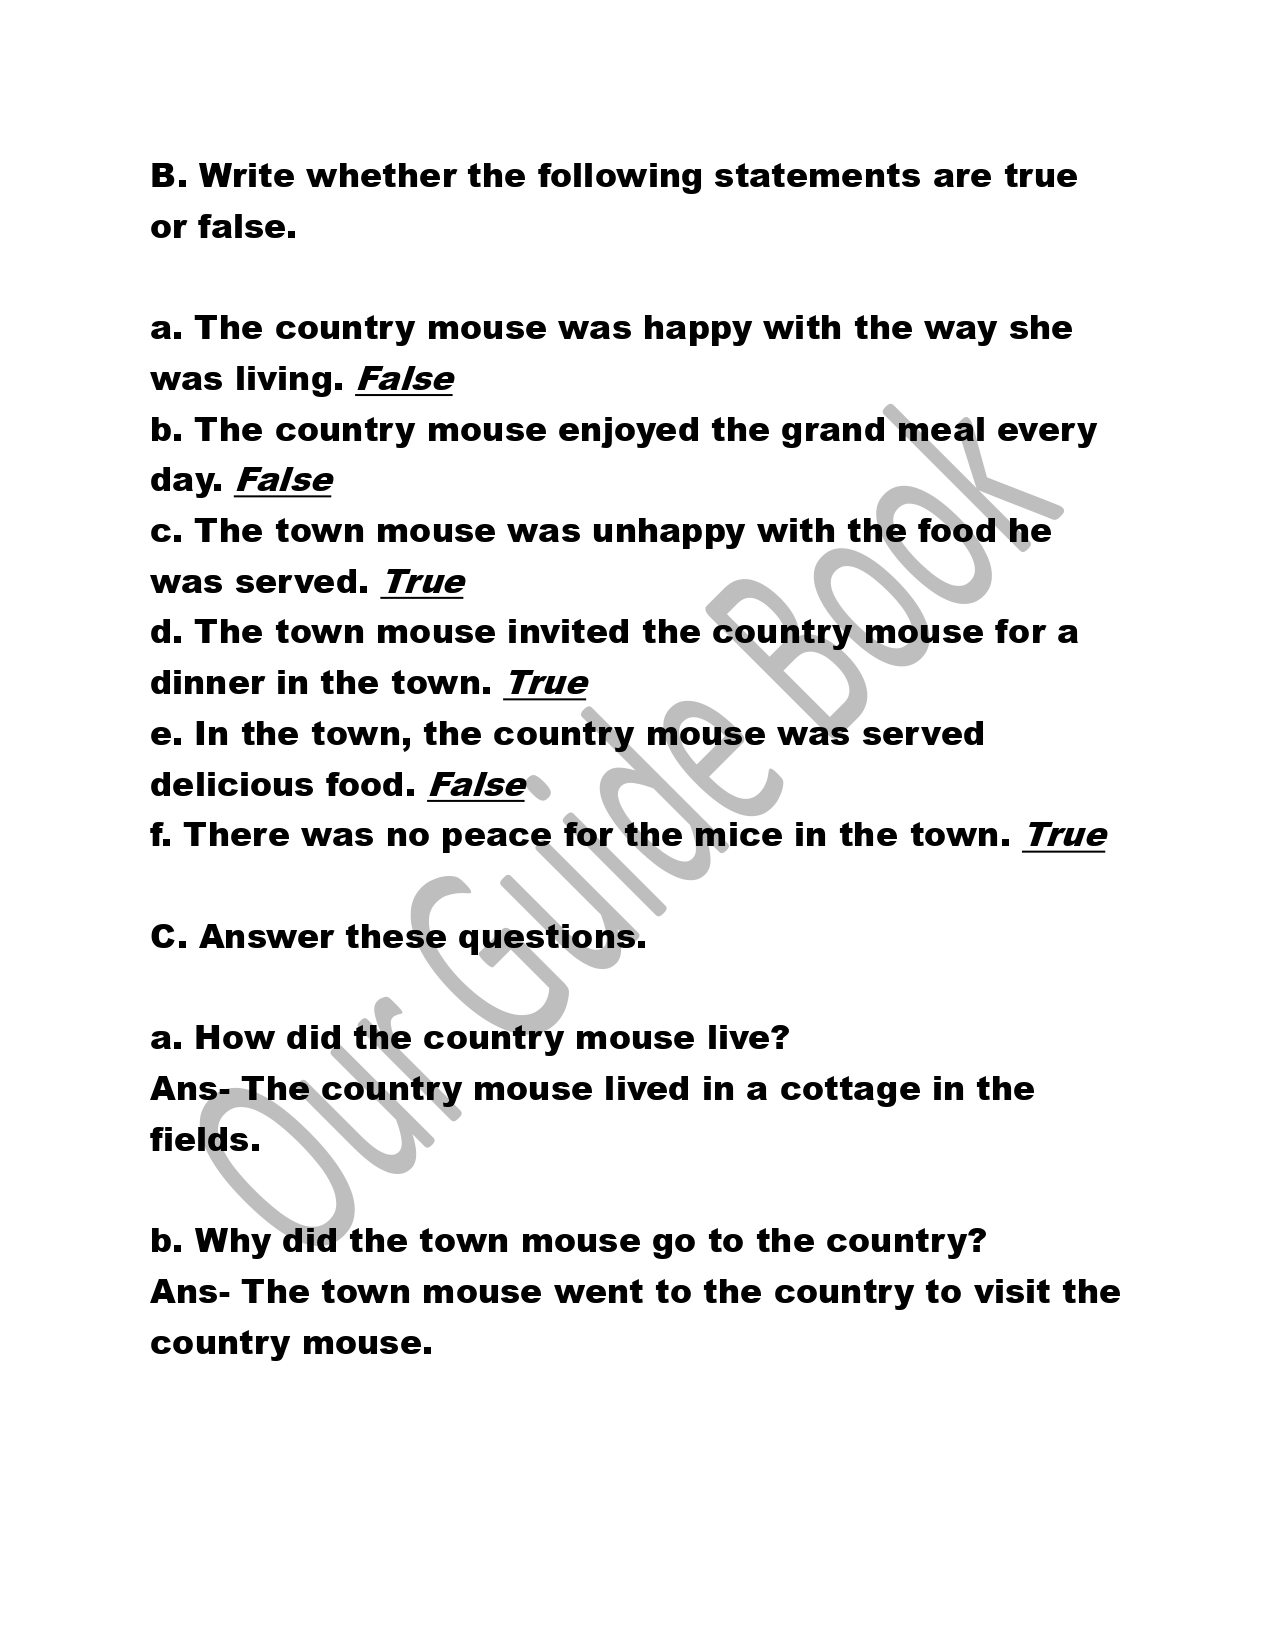 B. Write whether the following statements are true
or false.
a. The country mouse was happy with the way she
was living. False
b. The country mouse enjoyed the grand meal every
day. False
c. The town mouse was unhappy with the food he
was served. True
d. The town mouse invited the country mouse for a
dinner in the town. True
e. In the town, the country mouse was served
delicious food. False
f. There was no peace for the mice in the town. True
C. Answer these questions.
a. How did the country mouse live?
Ans- The country mouse lived in a cottage in the
fields.
b. Why did the town mouse go to the country?
Ans- The town mouse went to the country to visit the
country mouse.
Our Guide Book